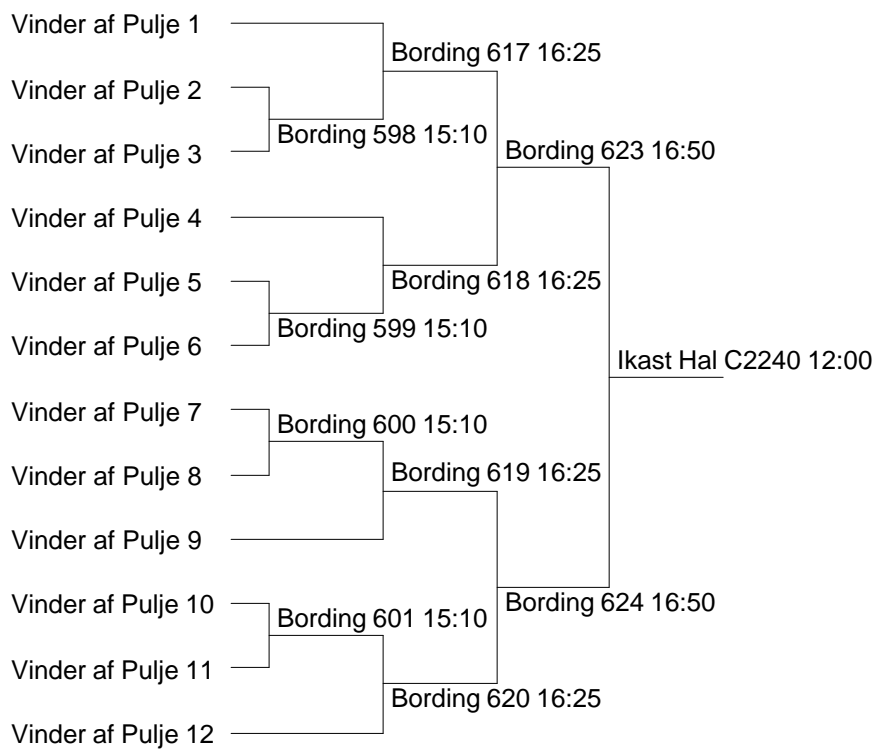 Vinder af Pulje 1
Bording 617 16:25
Vinder af Pulje 2
Bording 598 15:10
Vinder af Pulje 3
Bording 623 16:50
Vinder af Pulje 4
Bording 618 16:25
Vinder af Pulje 5
Bording 599 15:10
Vinder af Pulje 6
Ikast Hal C2240 12:00
Vinder af Pulje 7
Bording 600 15:10
Vinder af Pulje 8
Bording 619 16:25
Vinder af Pulje 9
Vinder af Pulje 10
Bording 624 16:50
Bording 601 15:10
Vinder af Pulje 11
Bording 620 16:25
Vinder af Pulje 12